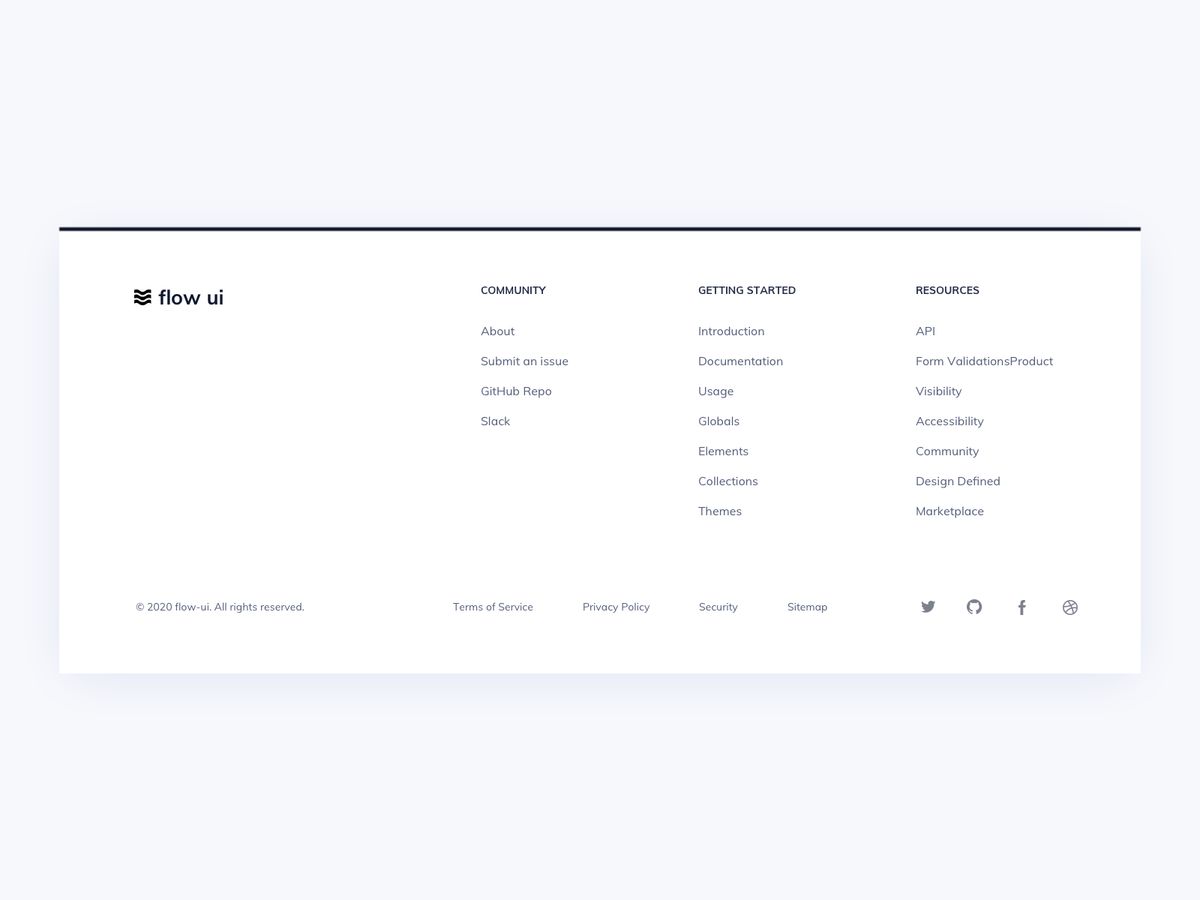 flow ui
COMMUNITY
About
Submit an issue
GitHub Repo
Slack
GETTING STARTED
Introduction
Documentation
Usage
Globals
Elements
Collections
Themes
RESOURCES
API
Form ValidationsProduct
Visibility
Accessibility
Community
Design Defined
Marketplace
© 2020 flow-ui. All rights reserved.
Terms of Service
Privacy Policy
Security
Sitemap